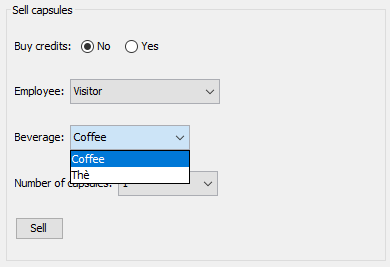 Sell capsules
Buy credits: No Yes
Employee: Visitor
Beverage: Coffee
Coffee
Thè
Number of capsules: 1
Sell